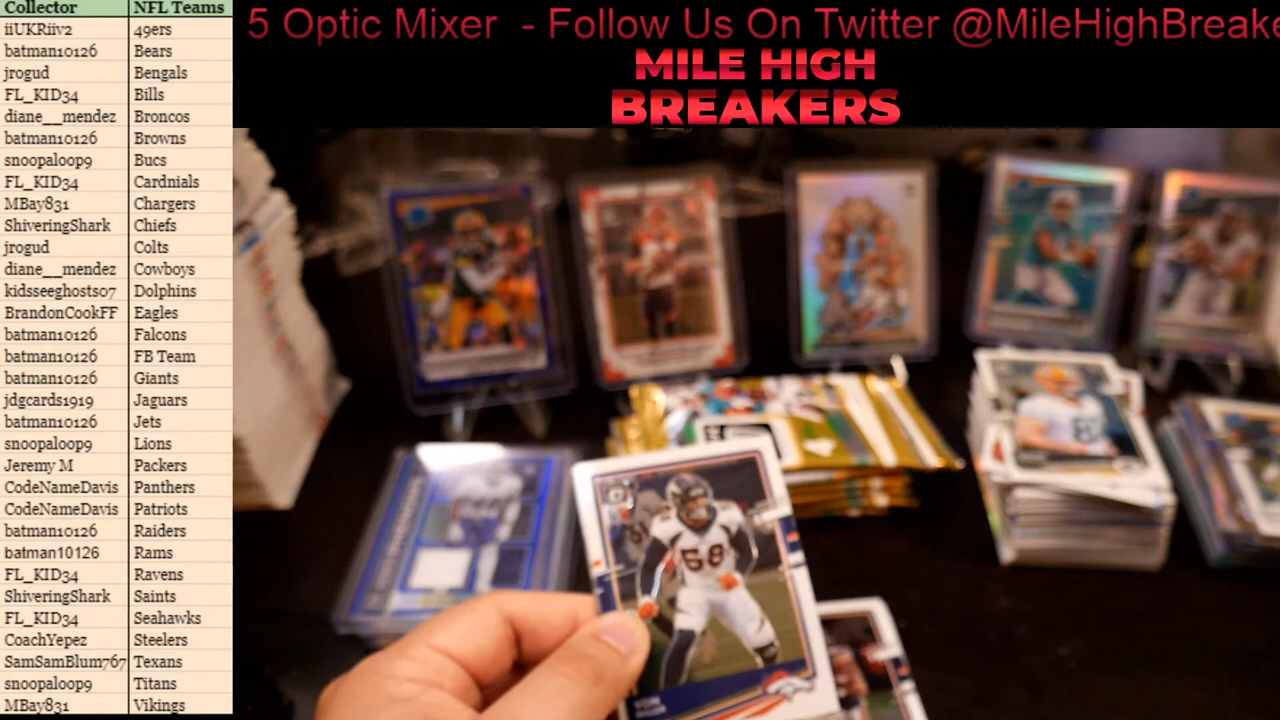 Collector NFL Teams
iiUKRiiv2 49ers
batman10126 Bears
jrogud Bengals
FL_KID34 Bills
diane__mendez Broncos
batman10126 Browns
snoopaloop9 Bucs
FL_KID34 Cardnials
MBay831 Chargers
ShiveringShark Chiefs
jrogud Colts
diane__mendez Cowboys
kidsseeghosts07 Dolphins
BrandonCookFF Eagles
batman10126 Falcons
batman10126 FB Team
batman10126 Giants
jdgcards1919 Jaguars
batman10126 Jets
snoopaloop9 Lions
Jeremy M Packers
CodeNameDavis Panthers
CodeNameDavis Patriots
batman10126 Raiders
batman10126 Rams
FL_KID34 Ravens
ShiveringShark Saints
FL_KID34 Seahawks
CoachYepez Steelers
SamSamBlum767 Texans
snoopaloop9 Titans
MBay831 Vikings
5 Optic Mixer - Follow Us On Twitter @MileHighBreake
MILE HIGH
BREAKERS
58